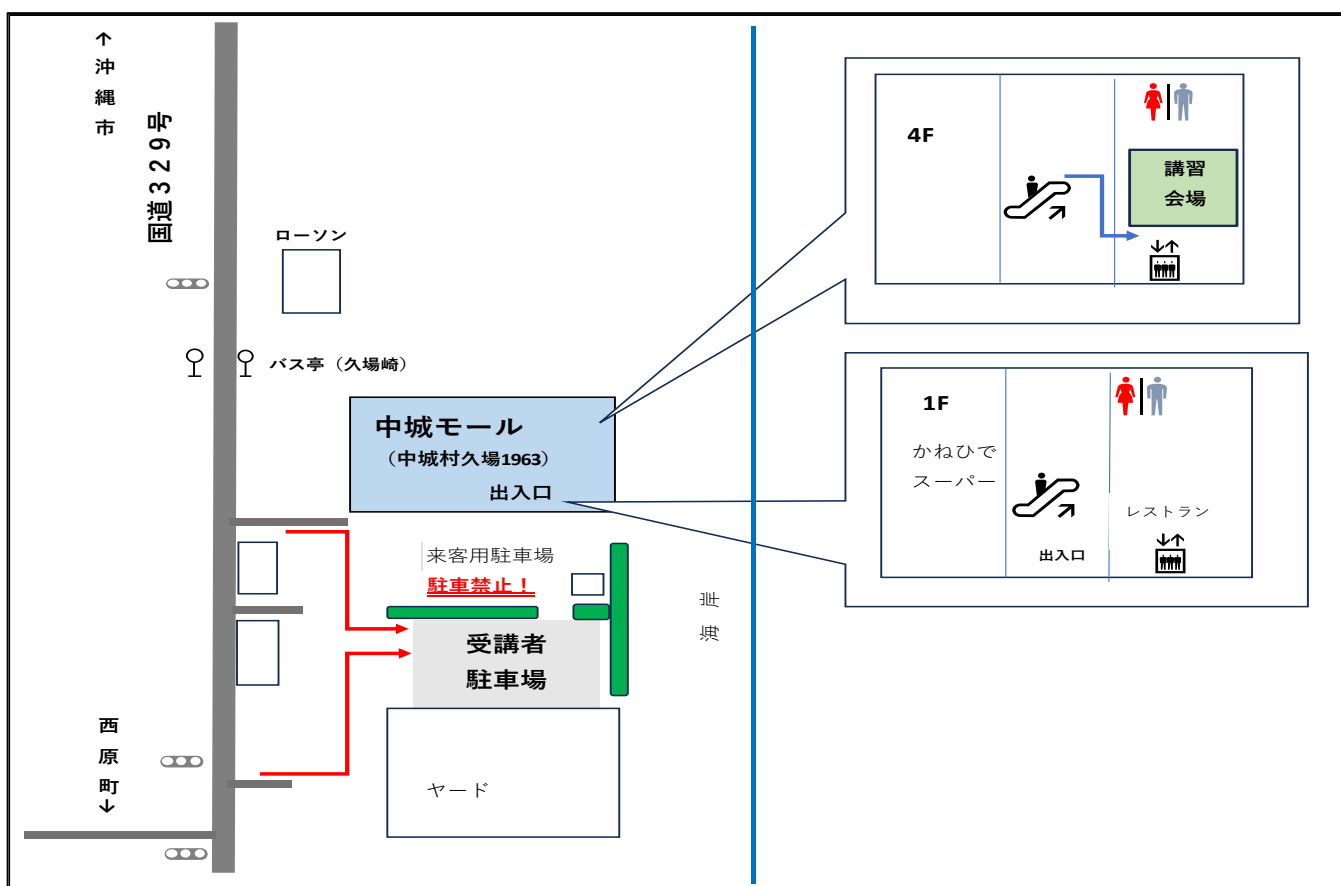 ↑沖縄市
国道329号
ローソン
バス亭（久場崎）
中城モール
（中城村久場1963）
出入口
来客用駐車場
駐車禁止！
受講者
駐車場
ヤード
西原町↓
海岸
4F
講習
会場
↓↑
1F
かねひで
スーパー
レストラン
↓↑
出入口